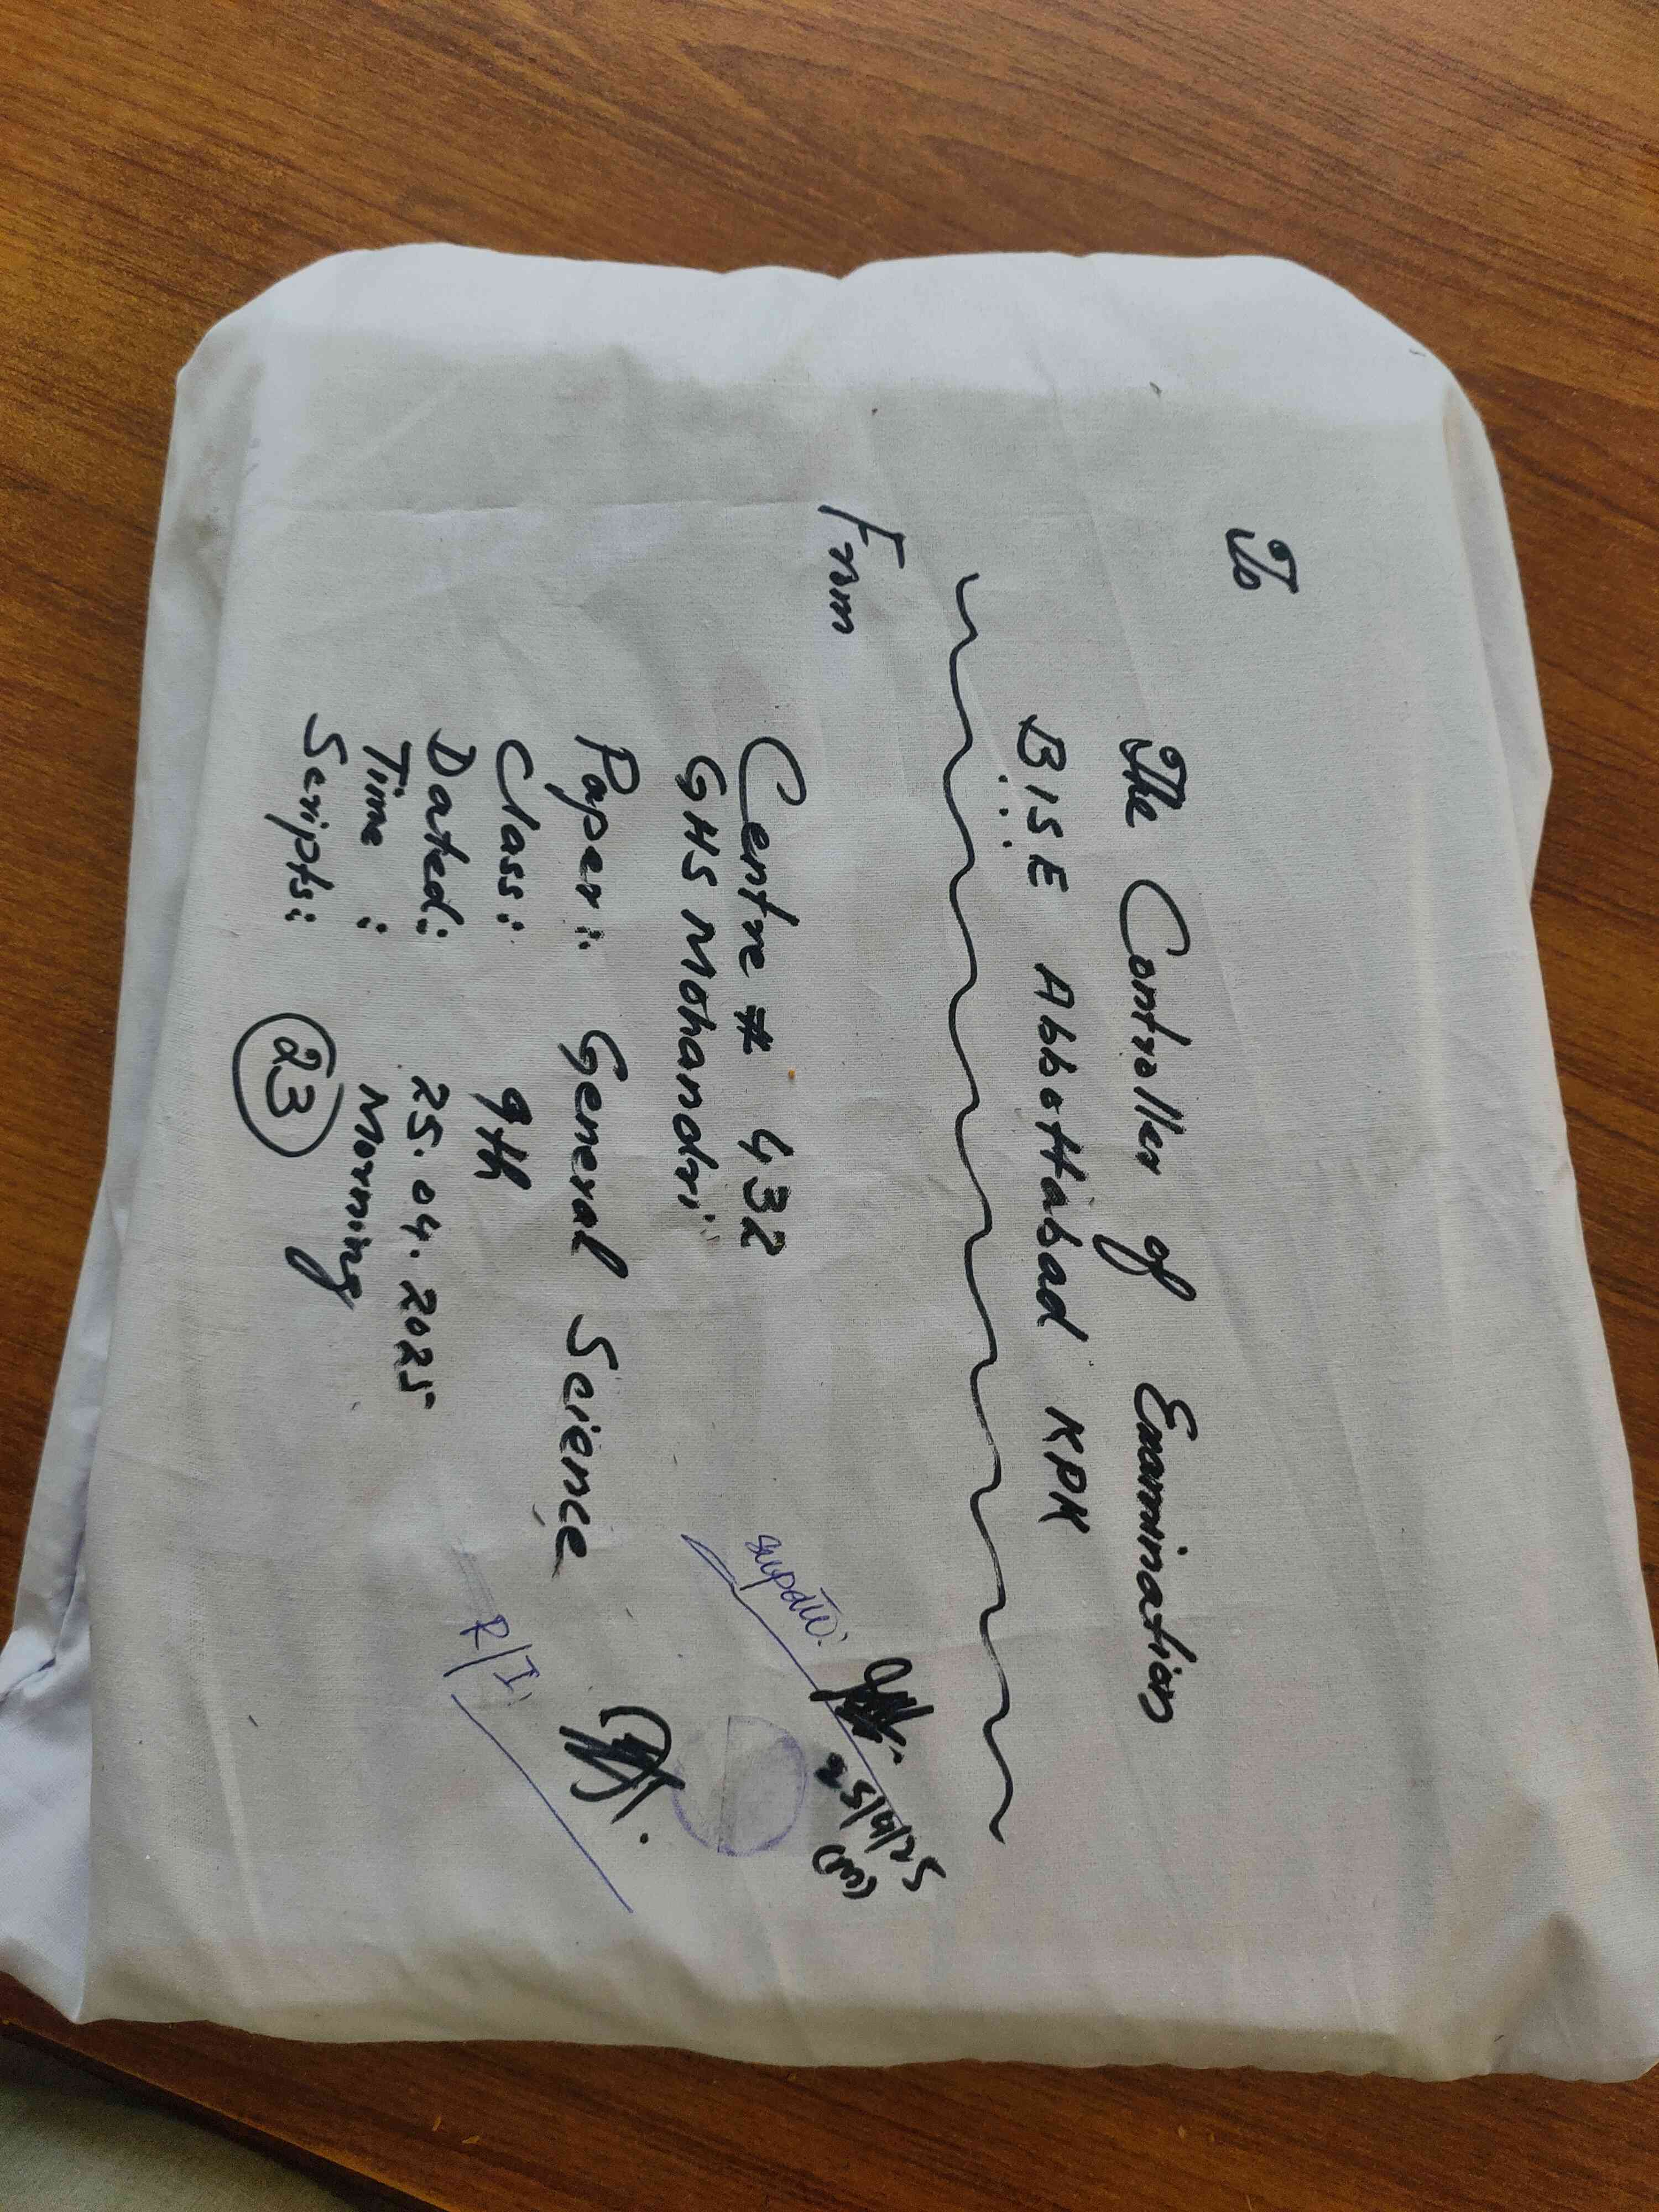 To
The Controller of Examination
BISE Abbottabad KPK
From
Centre # 432
GHS Mohandri
Paper: General Science
Class: 9th
Dated: 25.04.2025
Time : Morning
Scripts: 23
Supdtt:
R/I